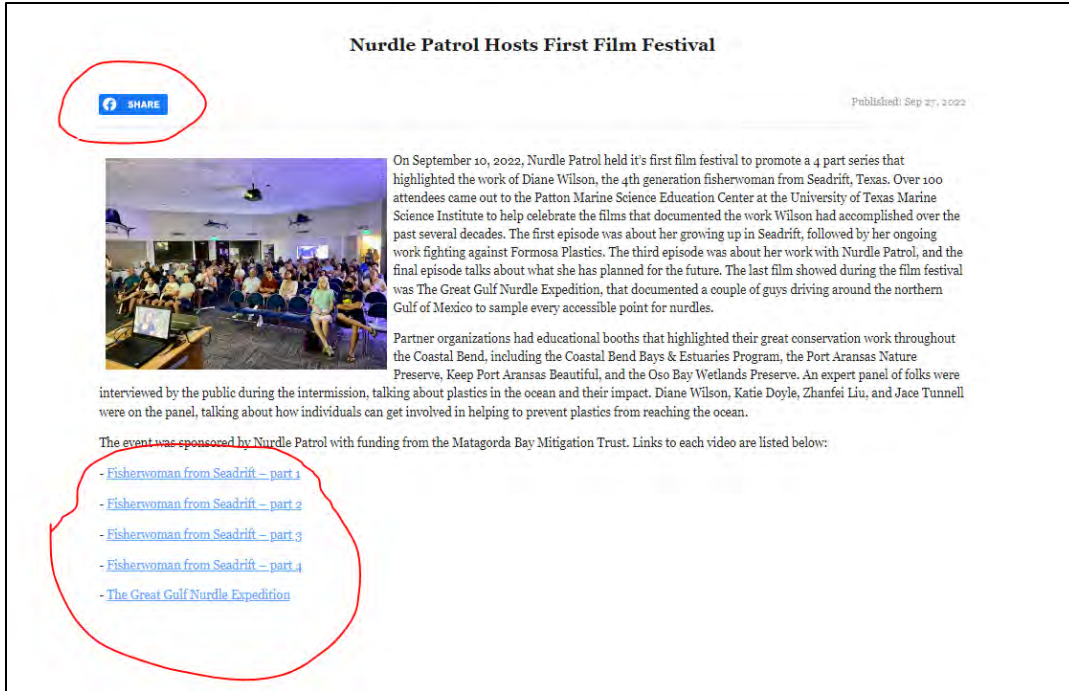 Nurdle Patrol Hosts First Film Festival
SHARE
Published: Sep 27, 2022
On September 10, 2022, Nurdle Patrol held it's first film festival to promote a 4 part series that
highlighted the work of Diane Wilson, the 4th generation fisherwoman from Seadrift, Texas. Over 100
attendees came out to the Patton Marine Science Education Center at the University of Texas Marine
Science Institute to help celebrate the films that documented the work Wilson had accomplished over the
past several decades. The first episode was about her growing up in Seadrift, followed by her ongoing
work fighting against Formosa Plastics. The third episode was about her work with Nurdle Patrol, and the
final episode talks about what she has planned for the future. The last film showed during the film festival
was The Great Gulf Nurdle Expedition, that documented a couple of guys driving around the northern
Gulf of Mexico to sample every accessible point for nurdles.
Partner organizations had educational booths that highlighted their great conservation work throughout
the Coastal Bend, including the Coastal Bend Bays & Estuaries Program, the Port Aransas Nature
Preserve, Keep Port Aransas Beautiful, and the Oso Bay Wetlands Preserve. An expert panel of folks were
interviewed by the public during the intermission, talking about plastics in the ocean and their impact. Diane Wilson, Katie Doyle, Zhanfei Liu, and Jace Tunnell
were on the panel, talking about how individuals can get involved in helping to prevent plastics from reaching the ocean.
The event was sponsored by Nurdle Patrol with funding from the Matagorda Bay Mitigation Trust. Links to each video are listed below:
- Fisherwoman from Seadrift – part 1
- Fisherwoman from Seadrift – part 2
- Fisherwoman from Seadrift – part 3
- Fisherwoman from Seadrift – part 4
- The Great Gulf Nurdle Expedition